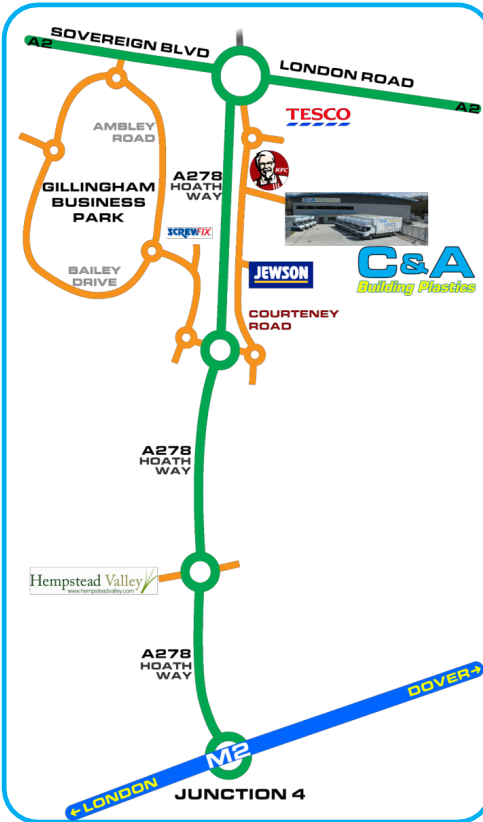 SOVEREIGN BLVD
A2
LONDON ROAD
A2
TESCO
AMBLEY
ROAD
KFC
A278
HOATH
WAY
GILLINGHAM
BUSINESS
PARK
SCREWFIX
C&A
Building Plastics
BAILEY
DRIVE
JEWSON
COURTENEY
ROAD
A278
HOATH
WAY
Hempstead Valley
www.hempsteadvalley.com
A278
HOATH
WAY
DOVER→
M2
←LONDON
JUNCTION 4